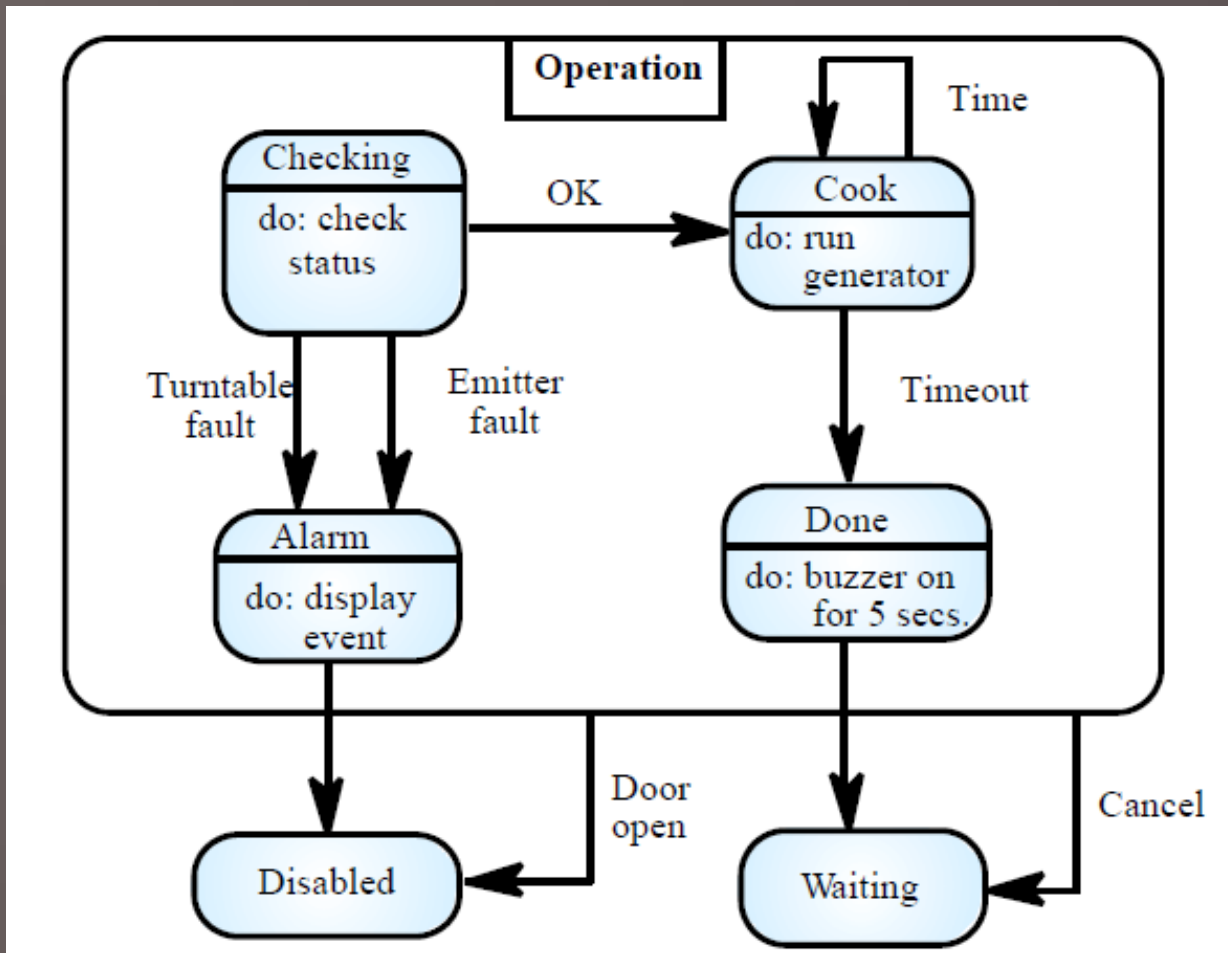 Operation
Time
Checking
do: check
status
OK
Cook
do: run
generator
Turntable
fault
Emitter
fault
Timeout
Alarm
do: display
event
Done
do: buzzer on
for 5 secs.
Door
open
Cancel
Disabled
Waiting